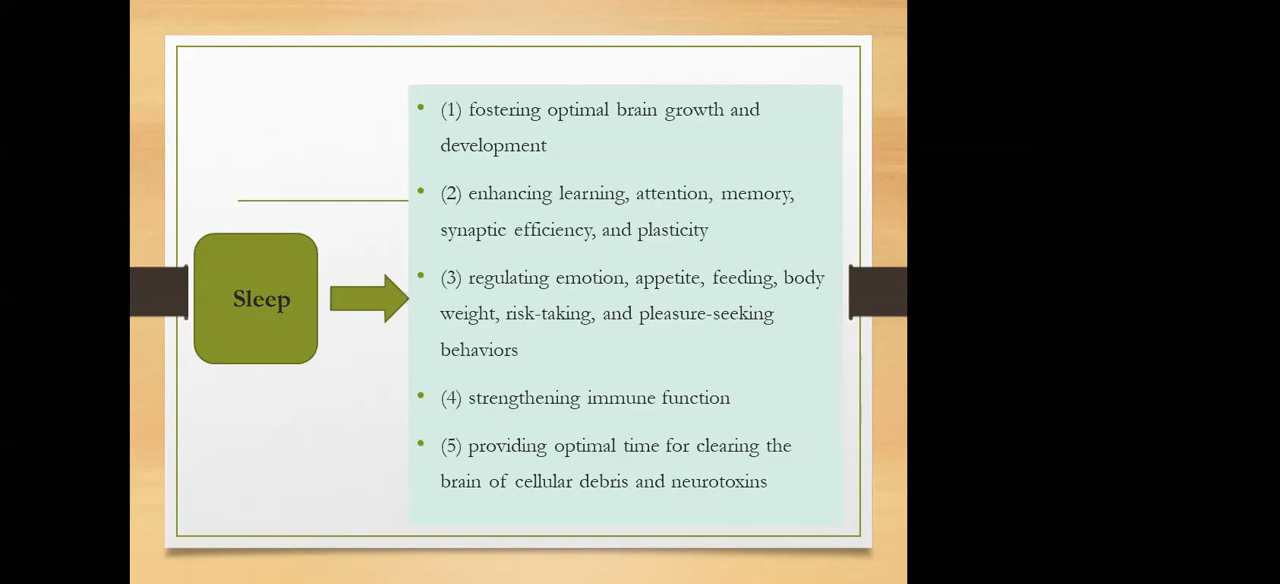 Sleep
• (1) fostering optimal brain growth and
development
• (2) enhancing learning, attention, memory,
synaptic efficiency, and plasticity
• (3) regulating emotion, appetite, feeding, body
weight, risk-taking, and pleasure-seeking
behaviors
• (4) strengthening immune function
• (5) providing optimal time for clearing the
brain of cellular debris and neurotoxins